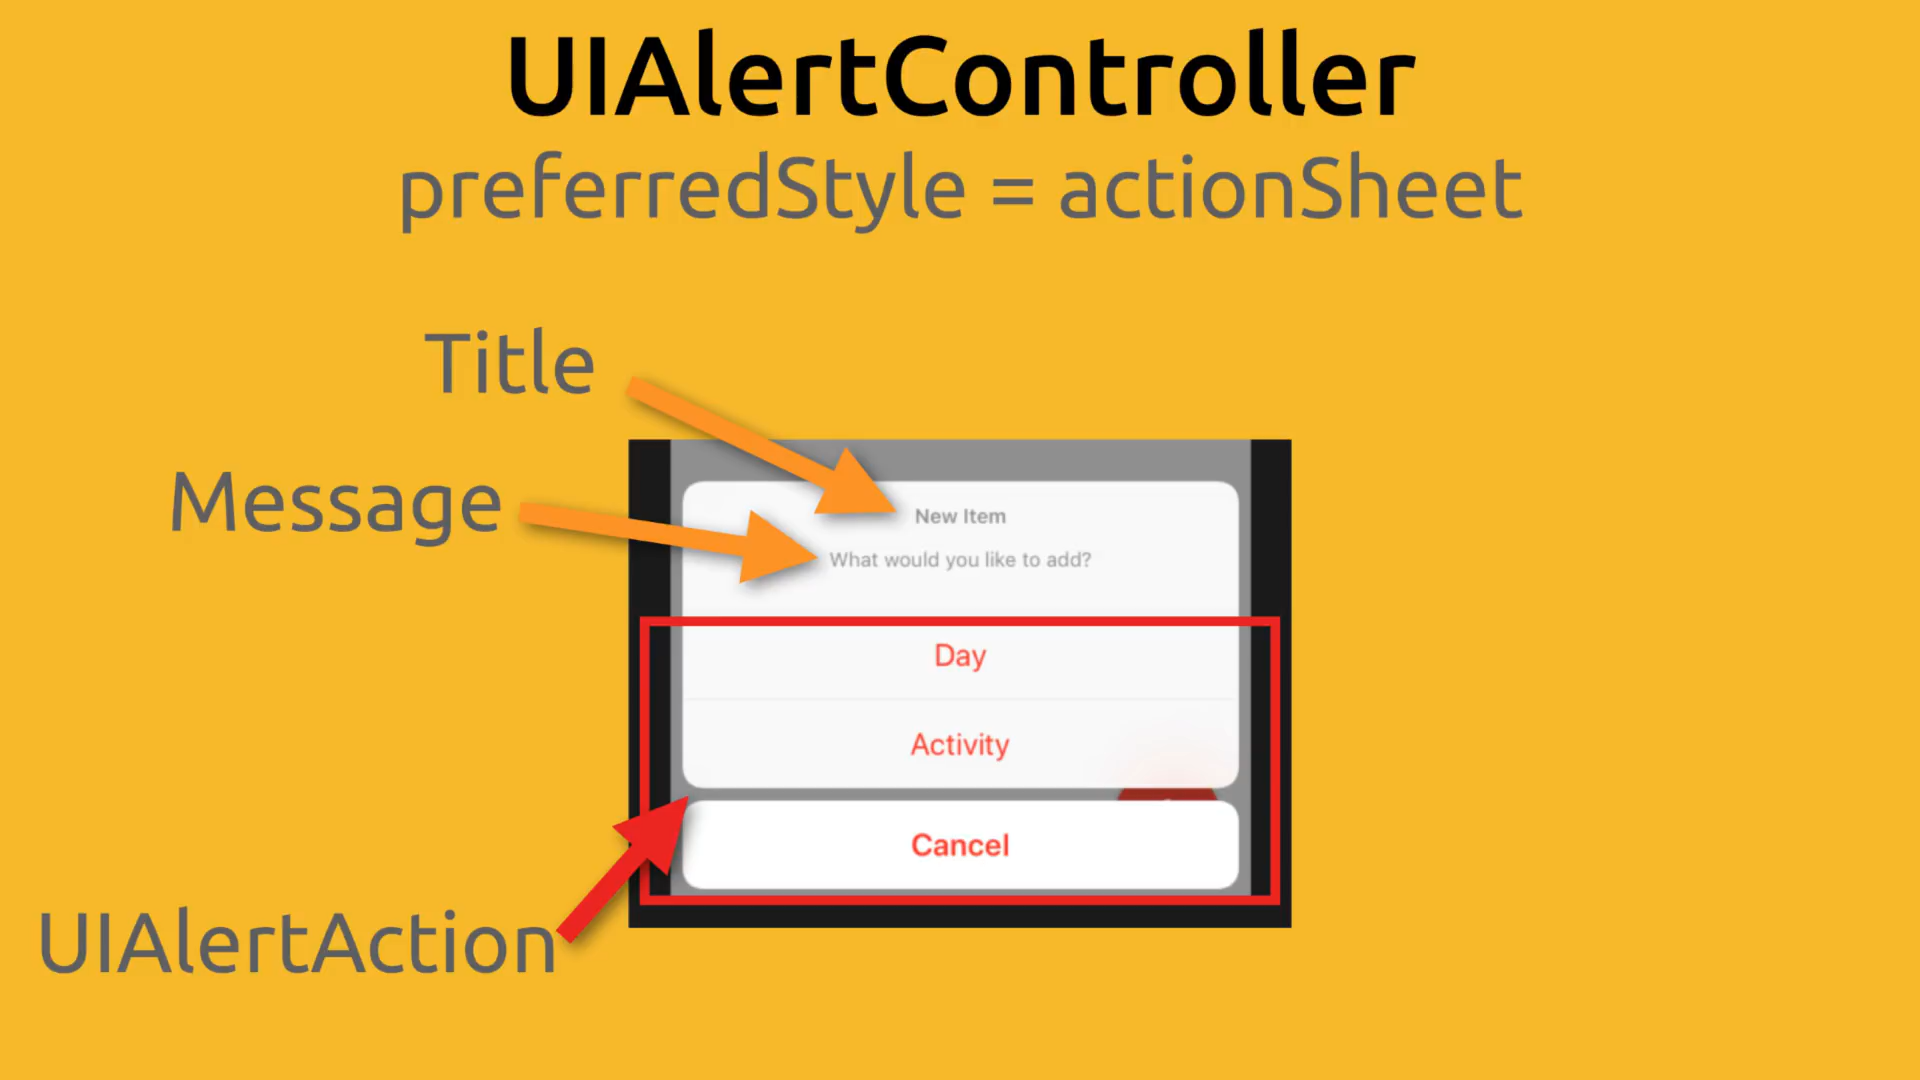 UIAlertController
preferredStyle = actionSheet
Title
Message
New Item
What would you like to add?
Day
Activity
Cancel
UIAlertAction